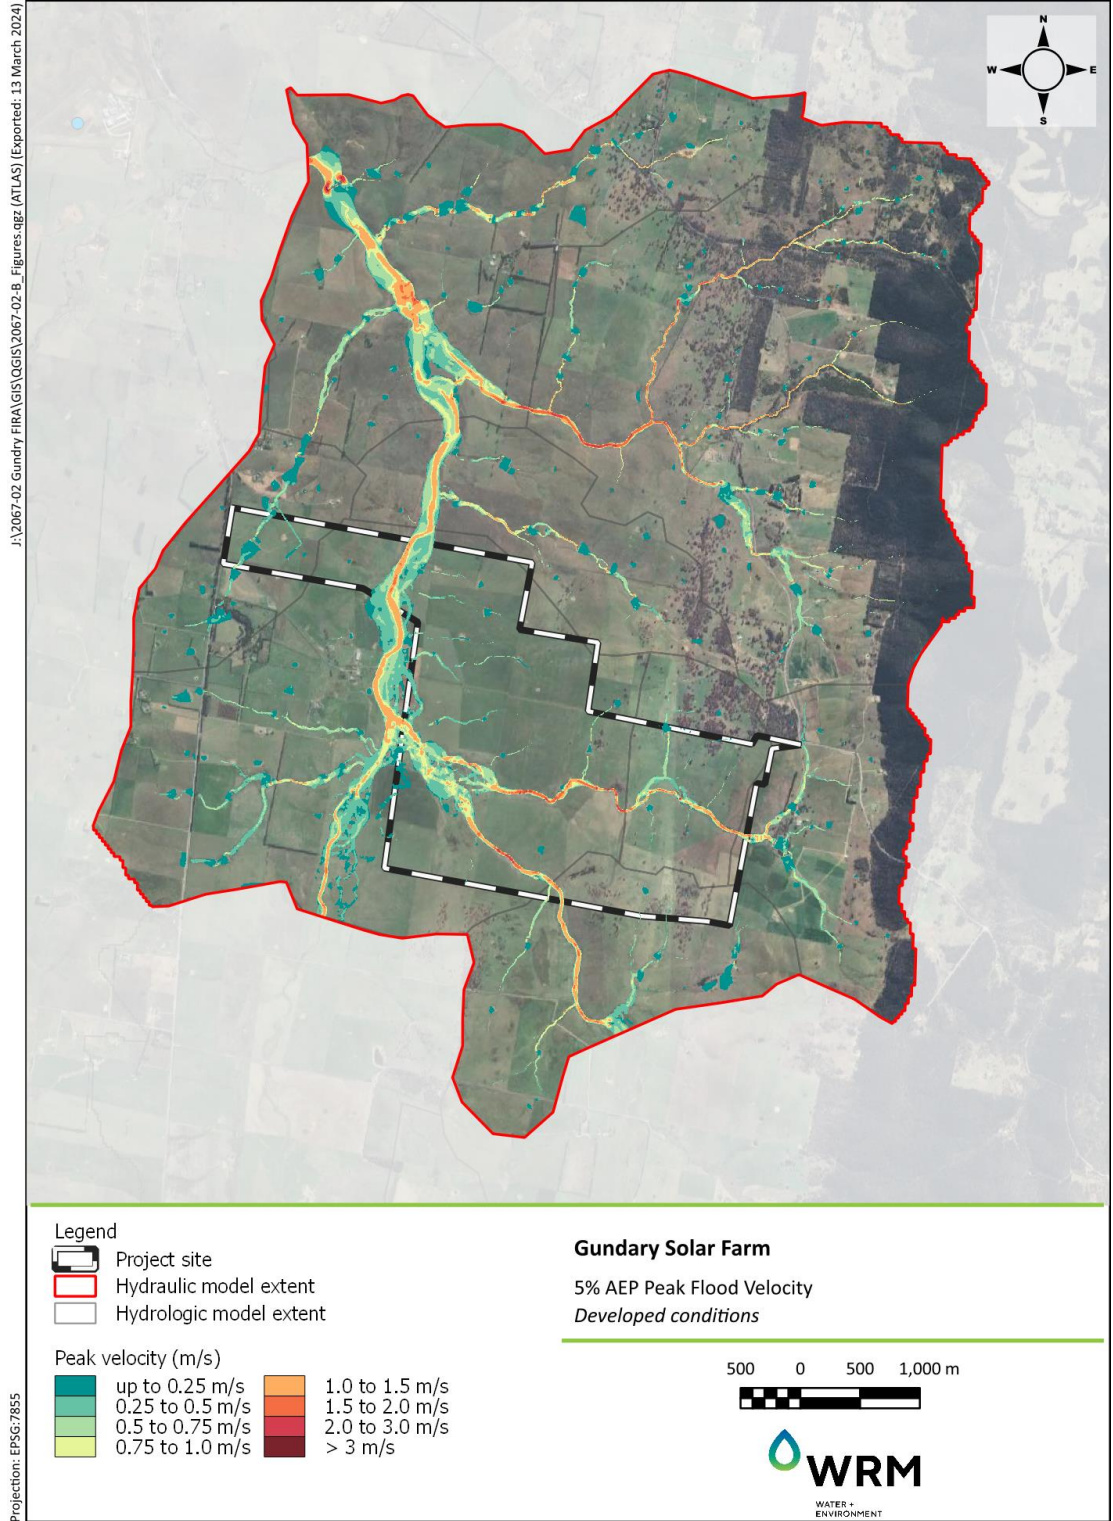 J:\2067-02 Gundry FIRA\GIS\QGIS\2067-02-B_Figures.qgz (ATLAS) (Exported: 13 March 2024)
N
W E
S
Legend
Project site
Hydraulic model extent
Hydrologic model extent
Peak velocity (m/s)
up to 0.25 m/s 1.0 to 1.5 m/s
0.25 to 0.5 m/s 1.5 to 2.0 m/s
0.5 to 0.75 m/s 2.0 to 3.0 m/s
0.75 to 1.0 m/s > 3 m/s
Gundary Solar Farm
5% AEP Peak Flood Velocity
Developed conditions
500 0 500 1,000 m
WRM
WATER +
ENVIRONMENT
Projection: EPSG:7855